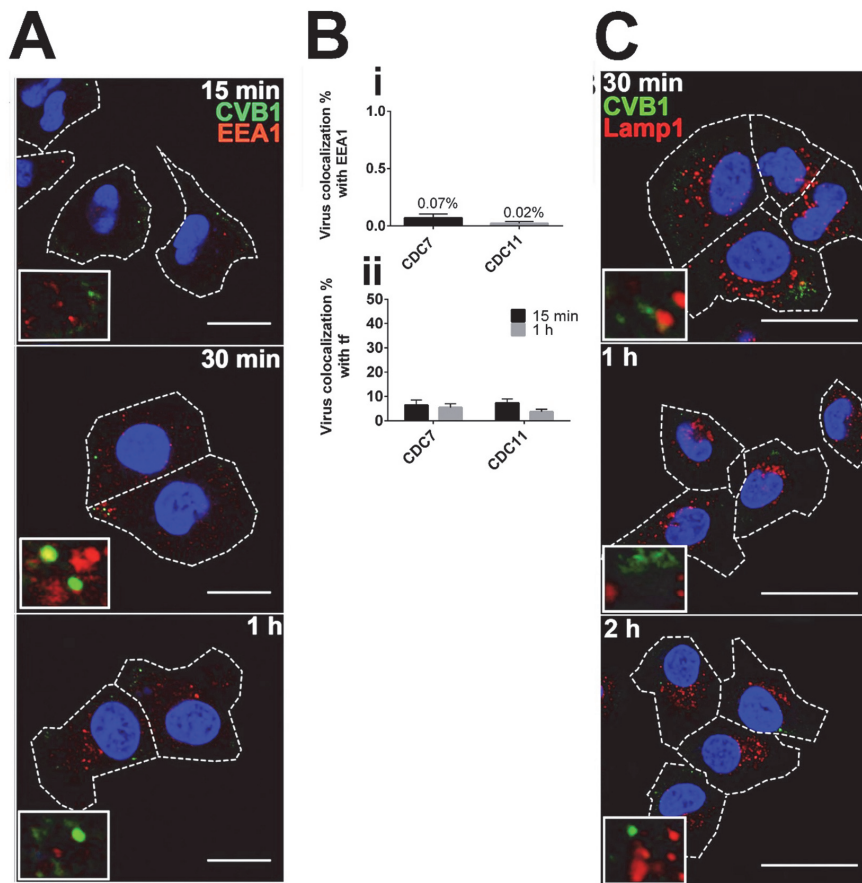 A
15 min
CVB1
EEA1
30 min
1 h
B
i
Virus colocalization %
with EEA1
1.0
0.5
0.0
0.07%
0.02%
CDC7
CDC11
ii
Virus colocalization %
with tf
50
40
30
20
10
0
15 min
1 h
CDC7
CDC11
C
30 min
CVB1
Lamp1
1 h
2 h